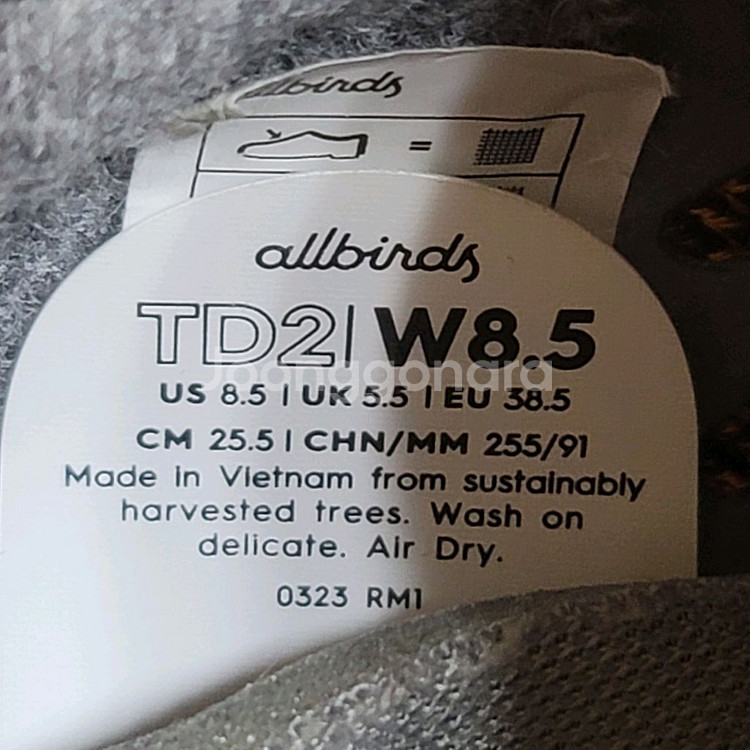 allbirds
=
allbirds
TD2 | W8.5
US 8.5 | UK 5.5 | EU 38.5
Joonggonara
CM 25.5 | CHN/MM 255/91
Made in Vietnam from sustainably
harvested trees. Wash on
delicate. Air Dry.
0323 RM1